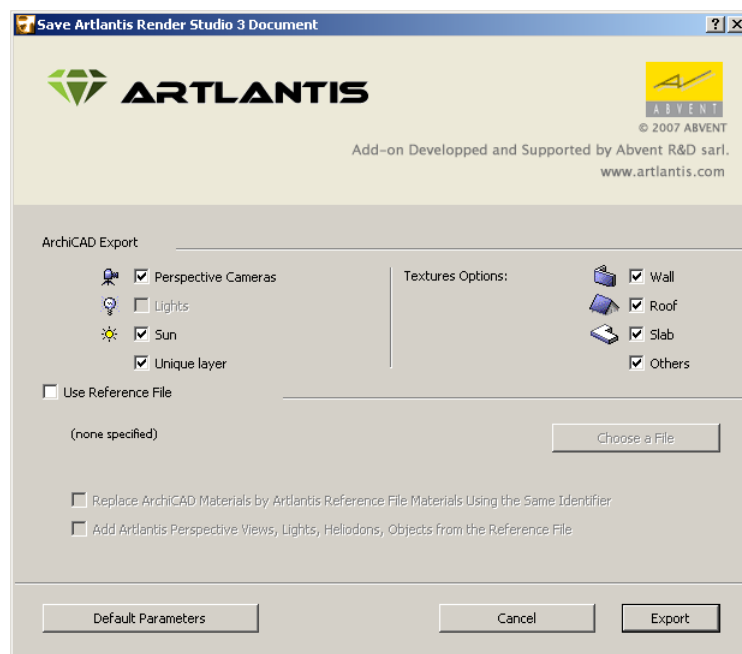 Save Artlantis Render Studio 3 Document
ARTLANTIS
ABVENT
© 2007 ABVENT
Add-on Developped and Supported by Abvent R&D sarl.
www.artlantis.com
ArchiCAD Export
Perspective Cameras
Lights
Sun
Unique layer
Textures Options:
Wall
Roof
Slab
Others
Use Reference File
(none specified)
Choose a File
Replace ArchiCAD Materials by Artlantis Reference File Materials Using the Same Identifier
Add Artlantis Perspective Views, Lights, Heliodons, Objects from the Reference File
Default Parameters
Cancel
Export